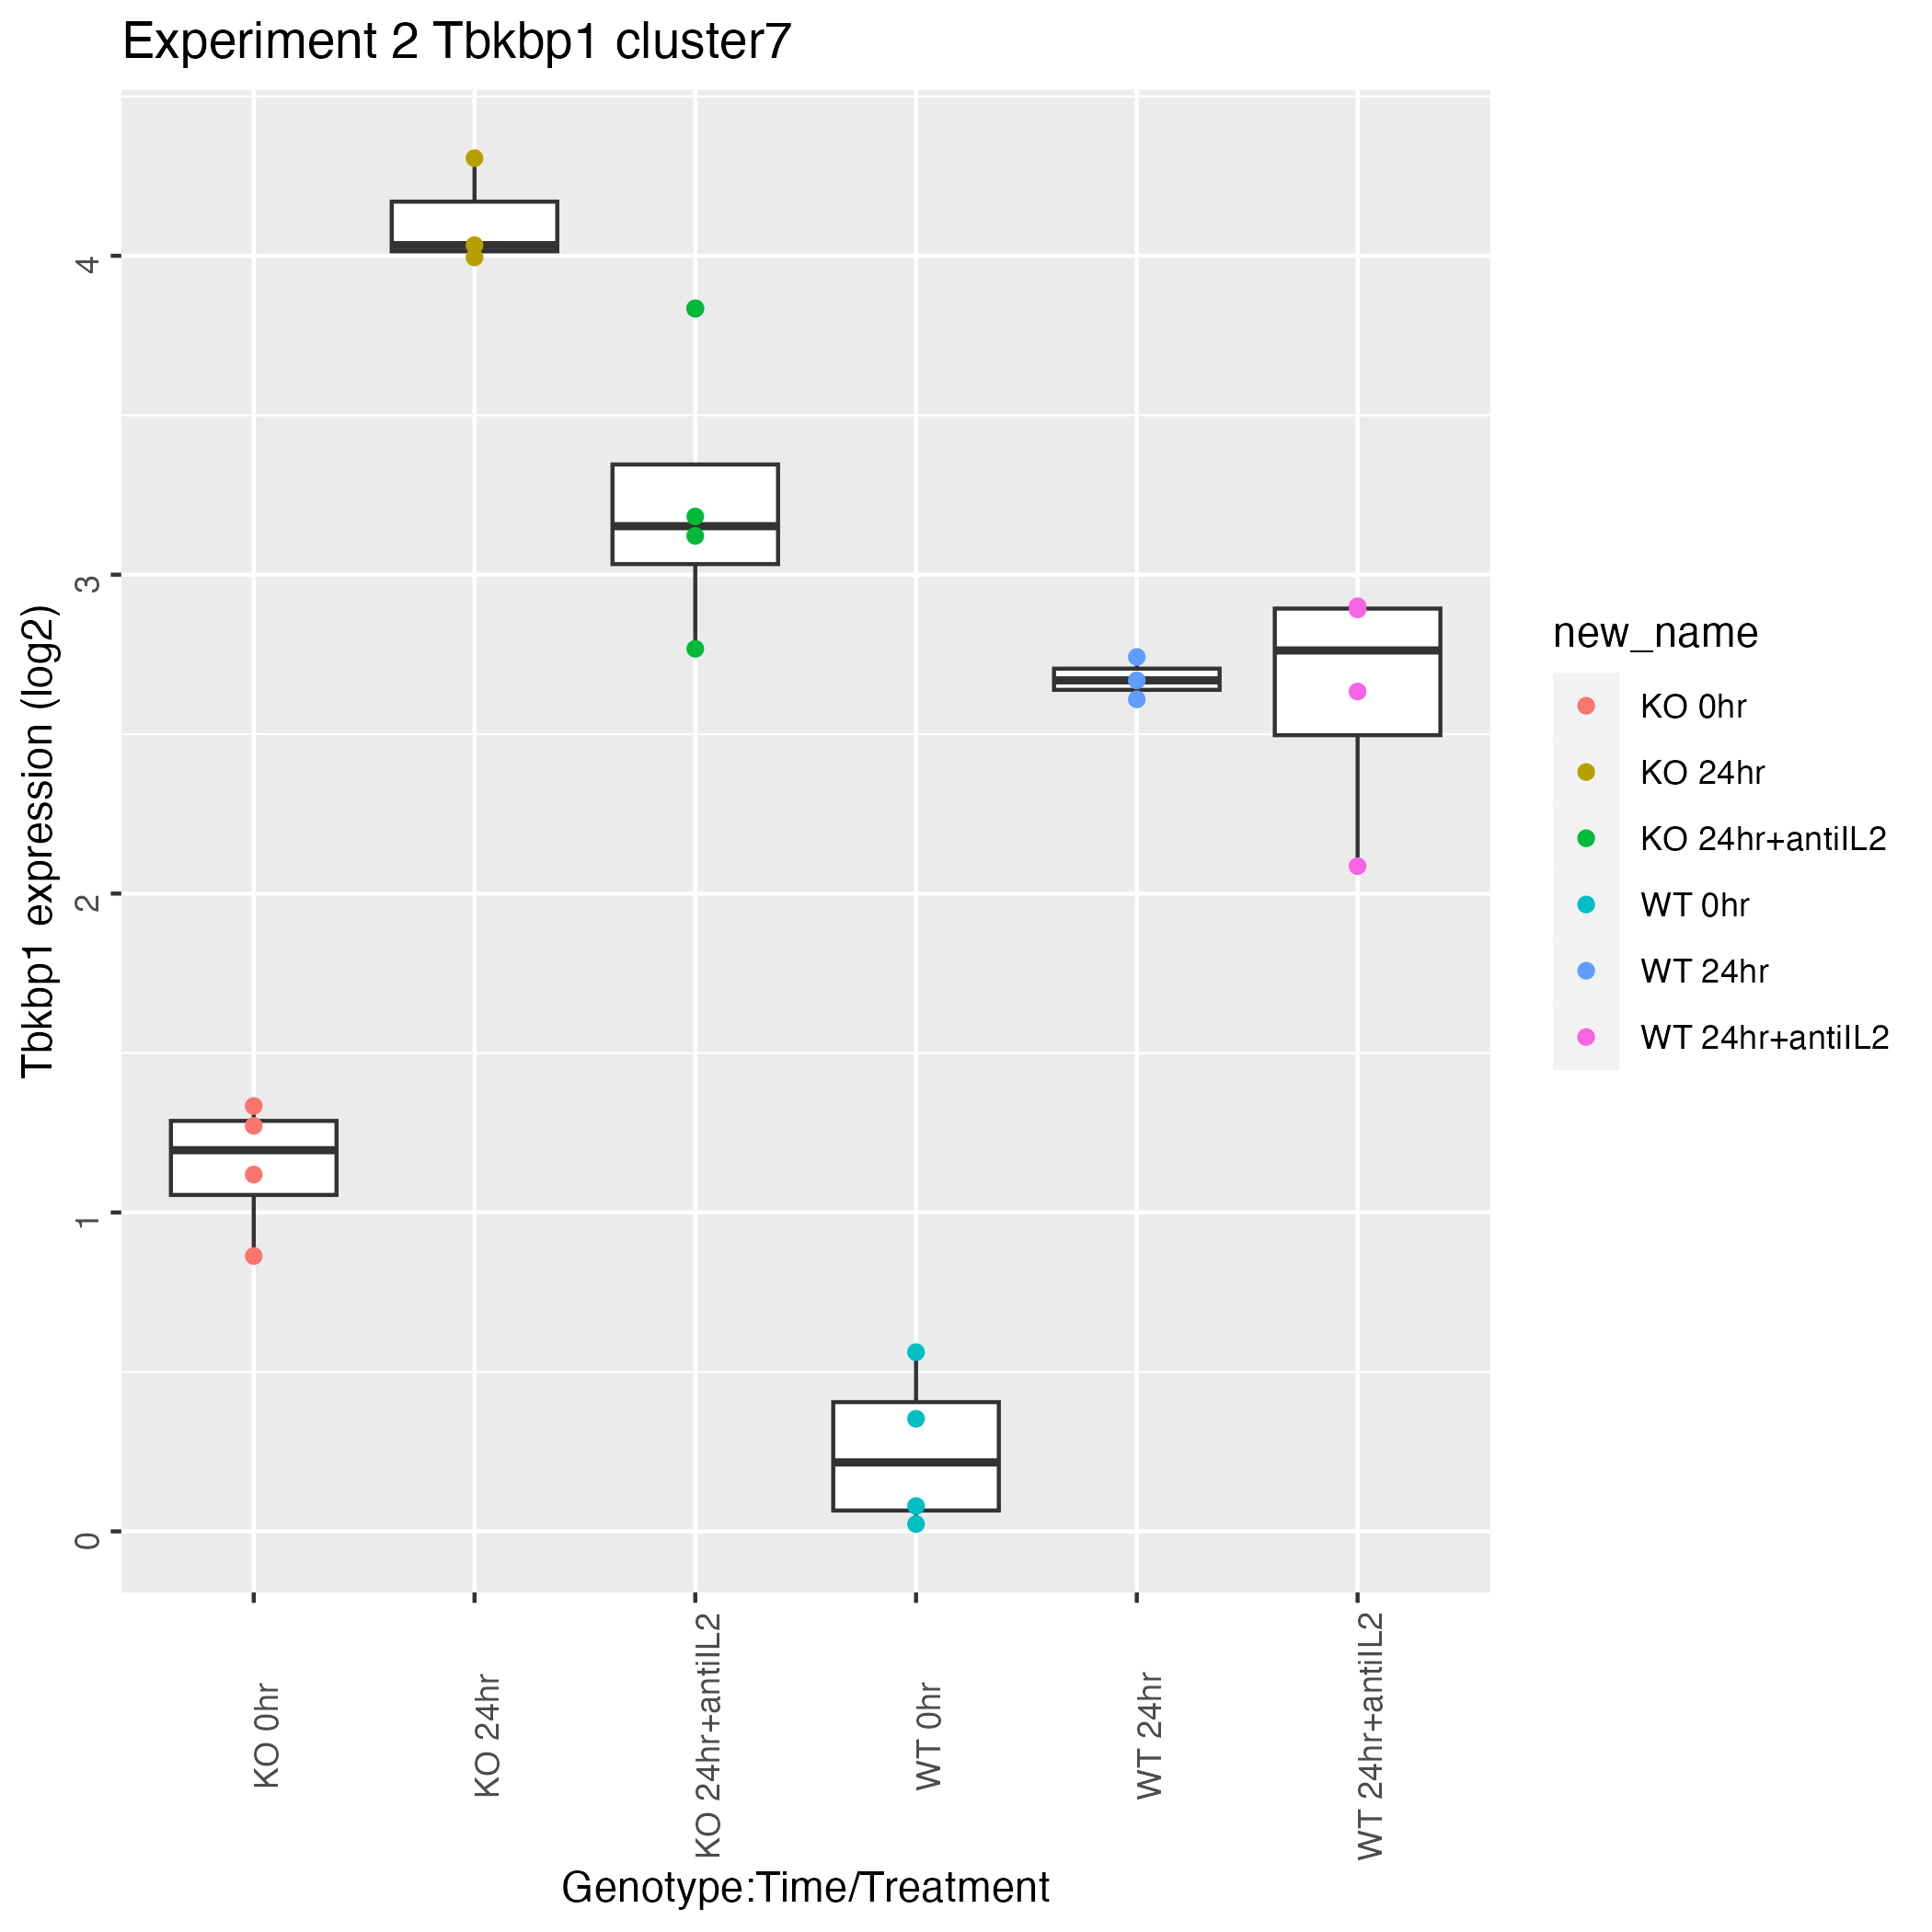 Experiment 2 Tbkbp1 cluster7
Tbkbp1 expression (log2)
4
3
2
1
0
KO 0hr
KO 24hr
KO 24hr+antiIL2
WT 0hr
WT 24hr
WT 24hr+antiIL2
Genotype:Time/Treatment
new_name
KO 0hr
KO 24hr
KO 24hr+antiIL2
WT 0hr
WT 24hr
WT 24hr+antiIL2